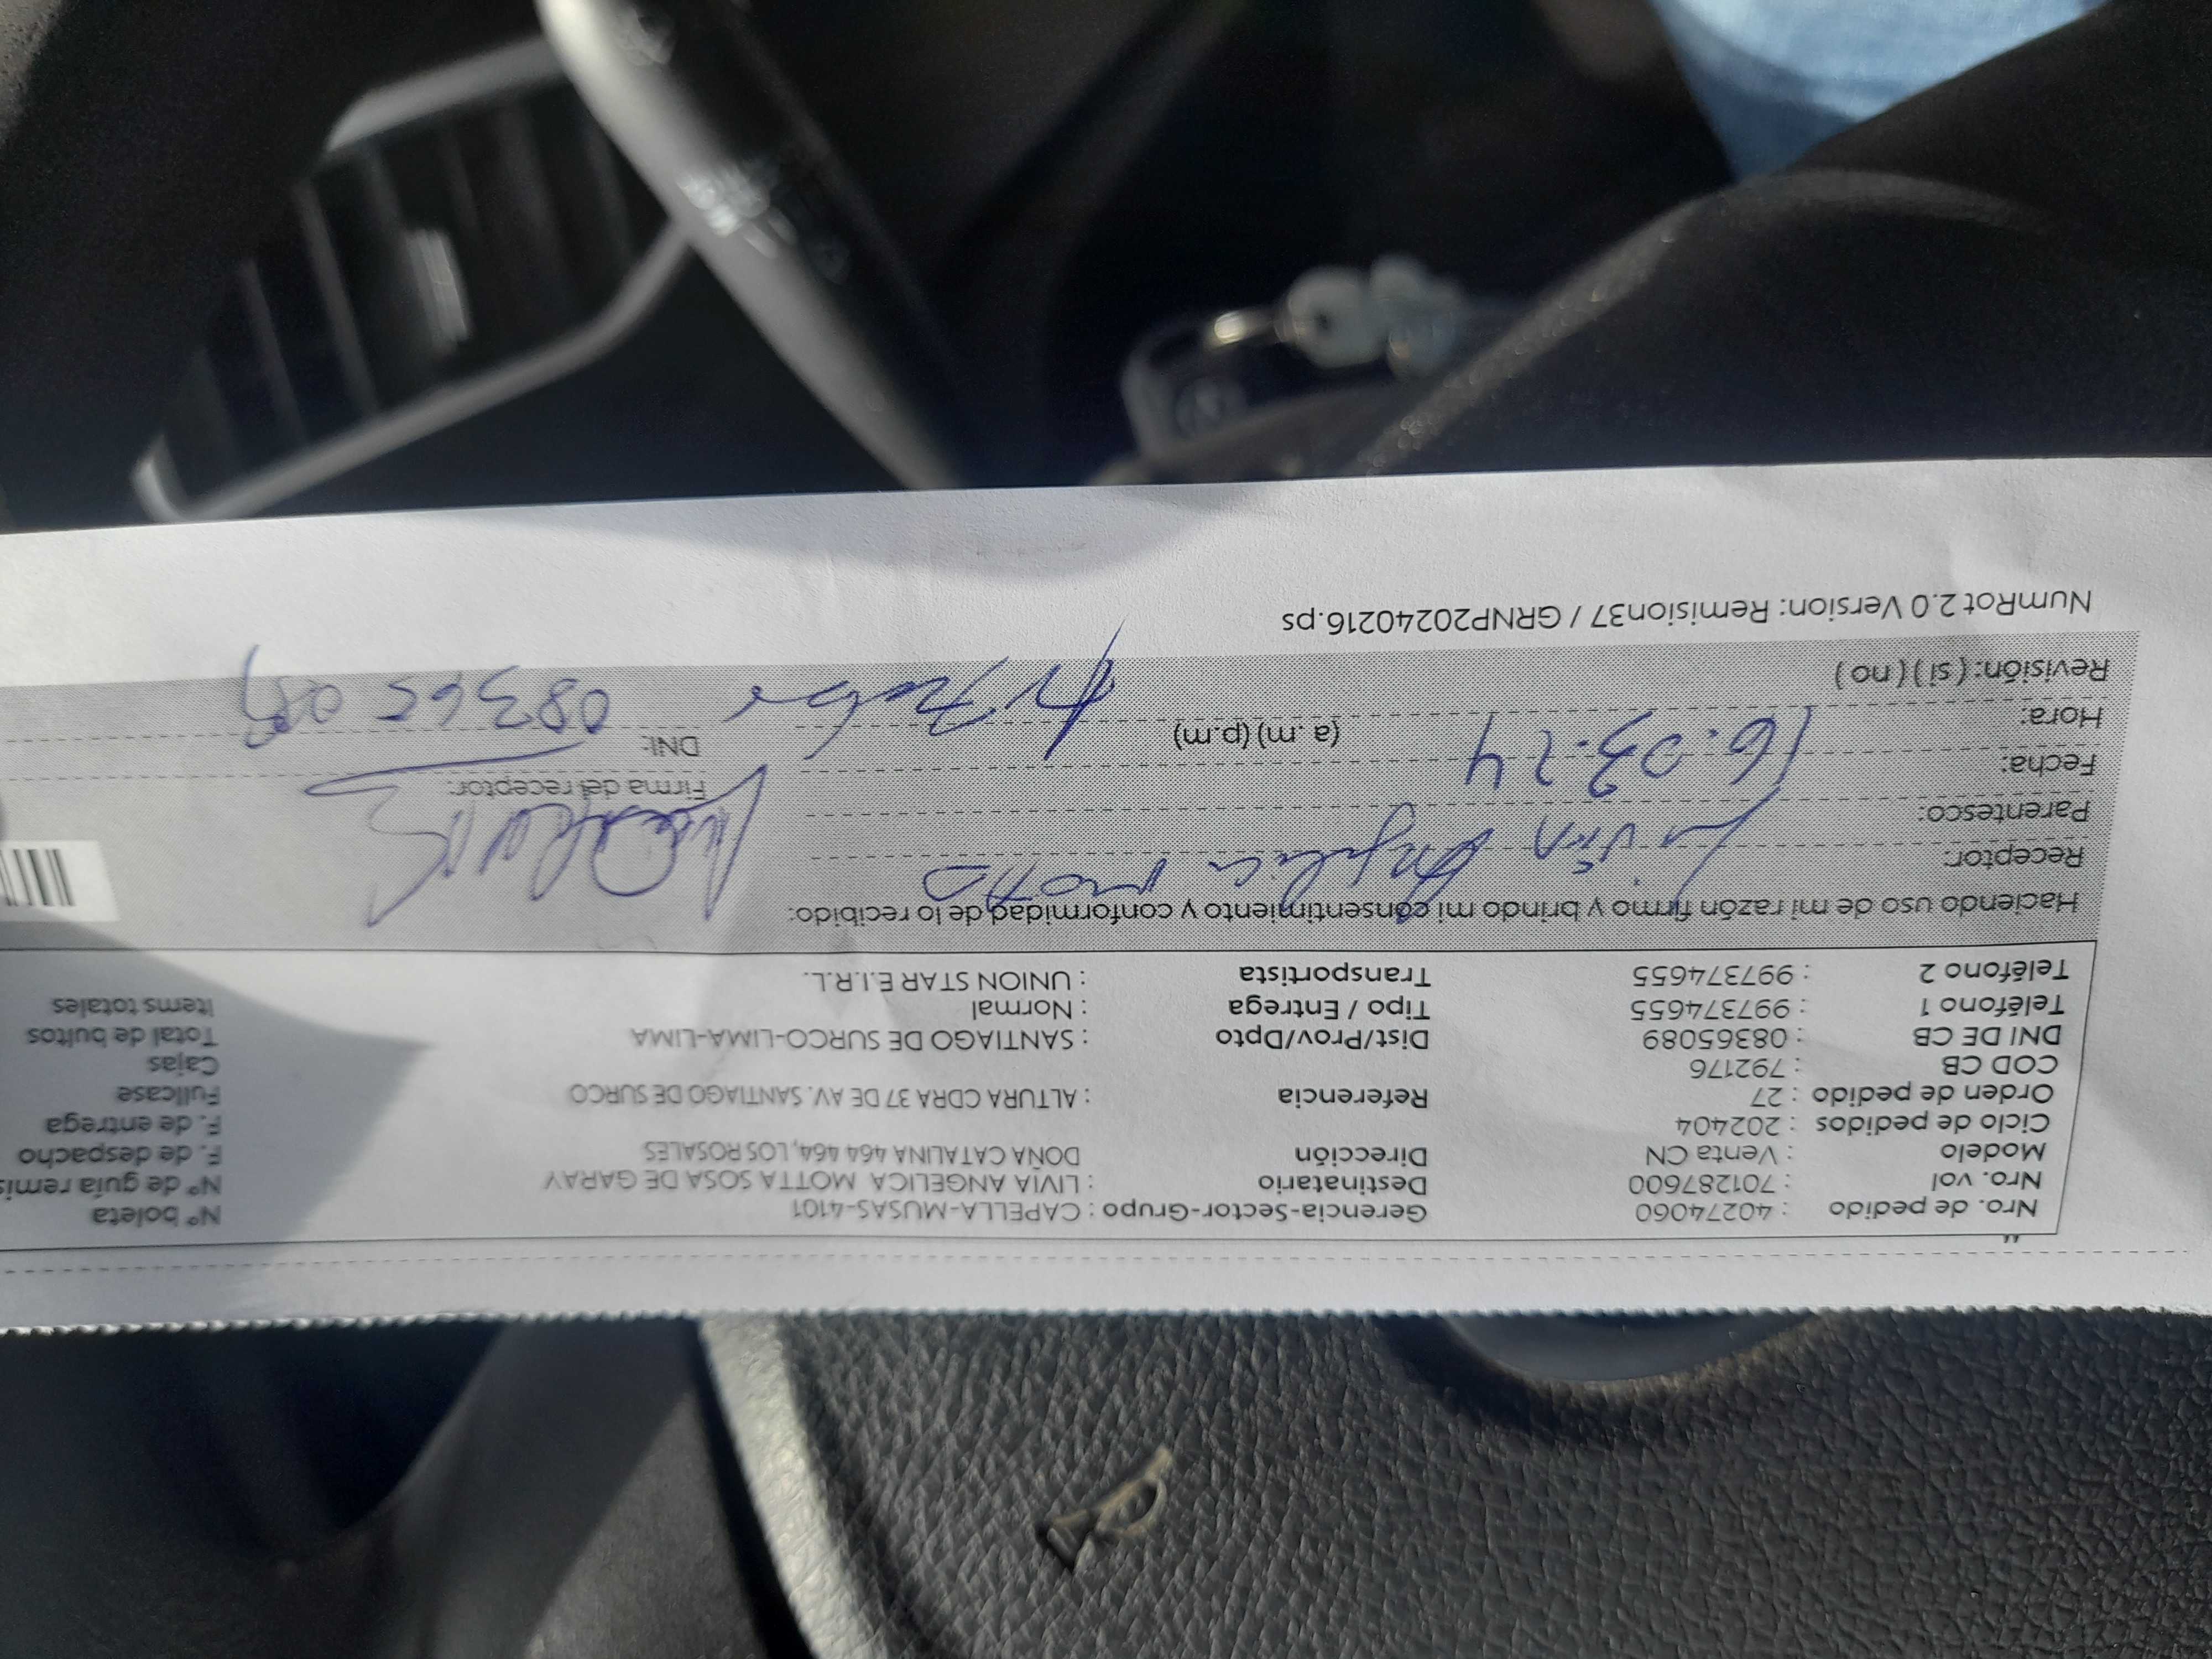 Nro. de pedido : 40274060 Gerencia-Sector-Grupo : CAPELLA-MUSAS-4101 N° boleta
Nro. vol : 701287600 Destinatario : LIVIA ANGELICA MOTTA SOSA DE GARAY N° de guía remis
Modelo : Venta CN Dirección DOÑA CATALINA 464 464, LOS ROSALES F. de despacho
Ciclo de pedidos : 202404 F. de entrega
Orden de pedido : 27 Referencia : ALTURA CDRA 37 DE AV. SANTIAGO DE SURCO Fullcase
COD CB : 792176 Cajas
DNI DE CB : 08365089 Dist/Prov/Dpto : SANTIAGO DE SURCO-LIMA-LIMA Total de bultos
Teléfono 1 : 997374655 Tipo / Entrega : Normal Items totales
Teléfono 2 : 997374655 Transportista : UNION STAR E.I.R.L.
Haciendo uso de mi razón firmo y brindo mi consentimiento y conformidad de lo recibido:
Receptor: Livia Angelica Motta
Parentesco:
Firma del receptor:
Fecha: 16.03.24
DNI: 08365089
Hora: (a. m) (p.m)
Revisión: ( si ) ( no )
NumRot 2.0 Version: Remision37 / GRNP20240216.ps